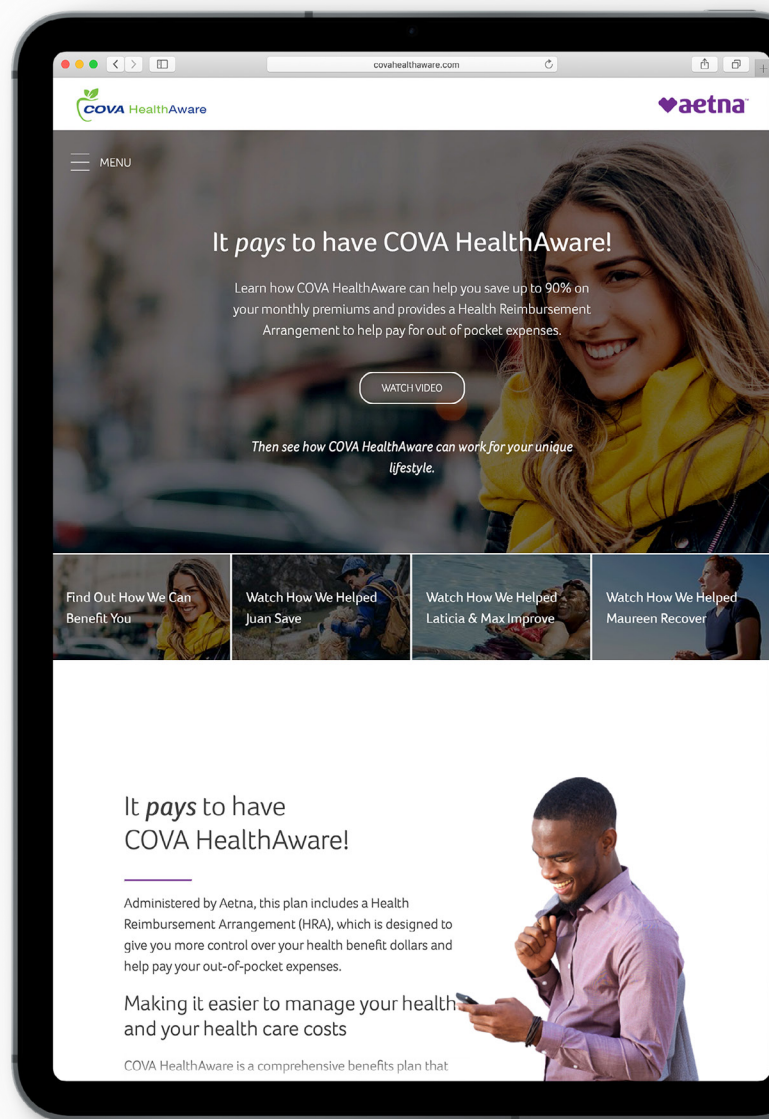 covahealthaware.com
COVA HealthAware
aetna
MENU
It pays to have COVA HealthAware!
Learn how COVA HealthAware can help you save up to 90% on
your monthly premiums and provides a Health Reimbursement
Arrangement to help pay for out of pocket expenses.
WATCH VIDEO
Then see how COVA HealthAware can work for your unique
lifestyle.
Find Out How We Can
Benefit You
Watch How We Helped
Juan Save
Watch How We Helped
Laticia & Max Improve
Watch How We Helped
Maureen Recover
It pays to have
COVA HealthAware!
Administered by Aetna, this plan includes a Health
Reimbursement Arrangement (HRA), which is designed to
give you more control over your health benefit dollars and
help pay your out-of-pocket expenses.
Making it easier to manage your health
and your health care costs
COVA HealthAware is a comprehensive benefits plan that